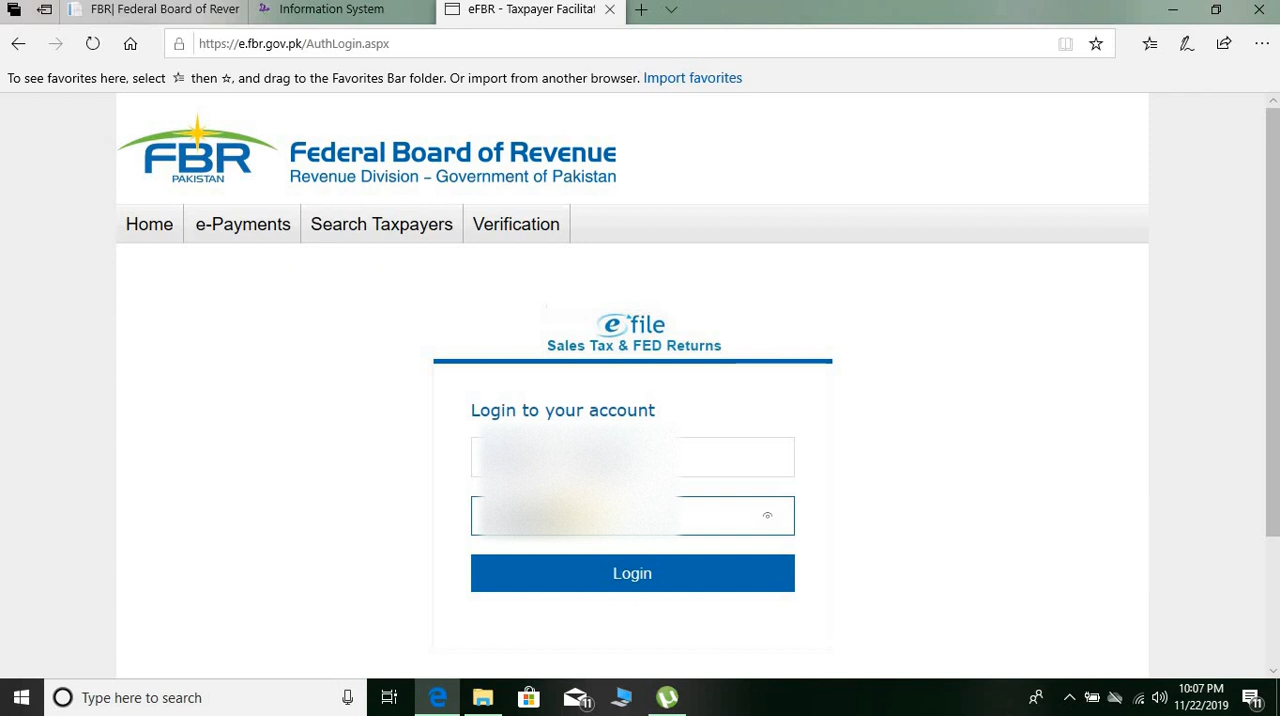 FBR| Federal Board of Rever
Information System
eFBR - Taxpayer Facilitat
https://e.fbr.gov.pk/AuthLogin.aspx
To see favorites here, select then ☆, and drag to the Favorites Bar folder. Or import from another browser. Import favorites
FBR
PAKISTAN
Federal Board of Revenue
Revenue Division – Government of Pakistan
Home
e-Payments
Search Taxpayers
Verification
e file
Sales Tax & FED Returns
Login to your account
Login
Type here to search
11
10:07 PM
11/22/2019
11